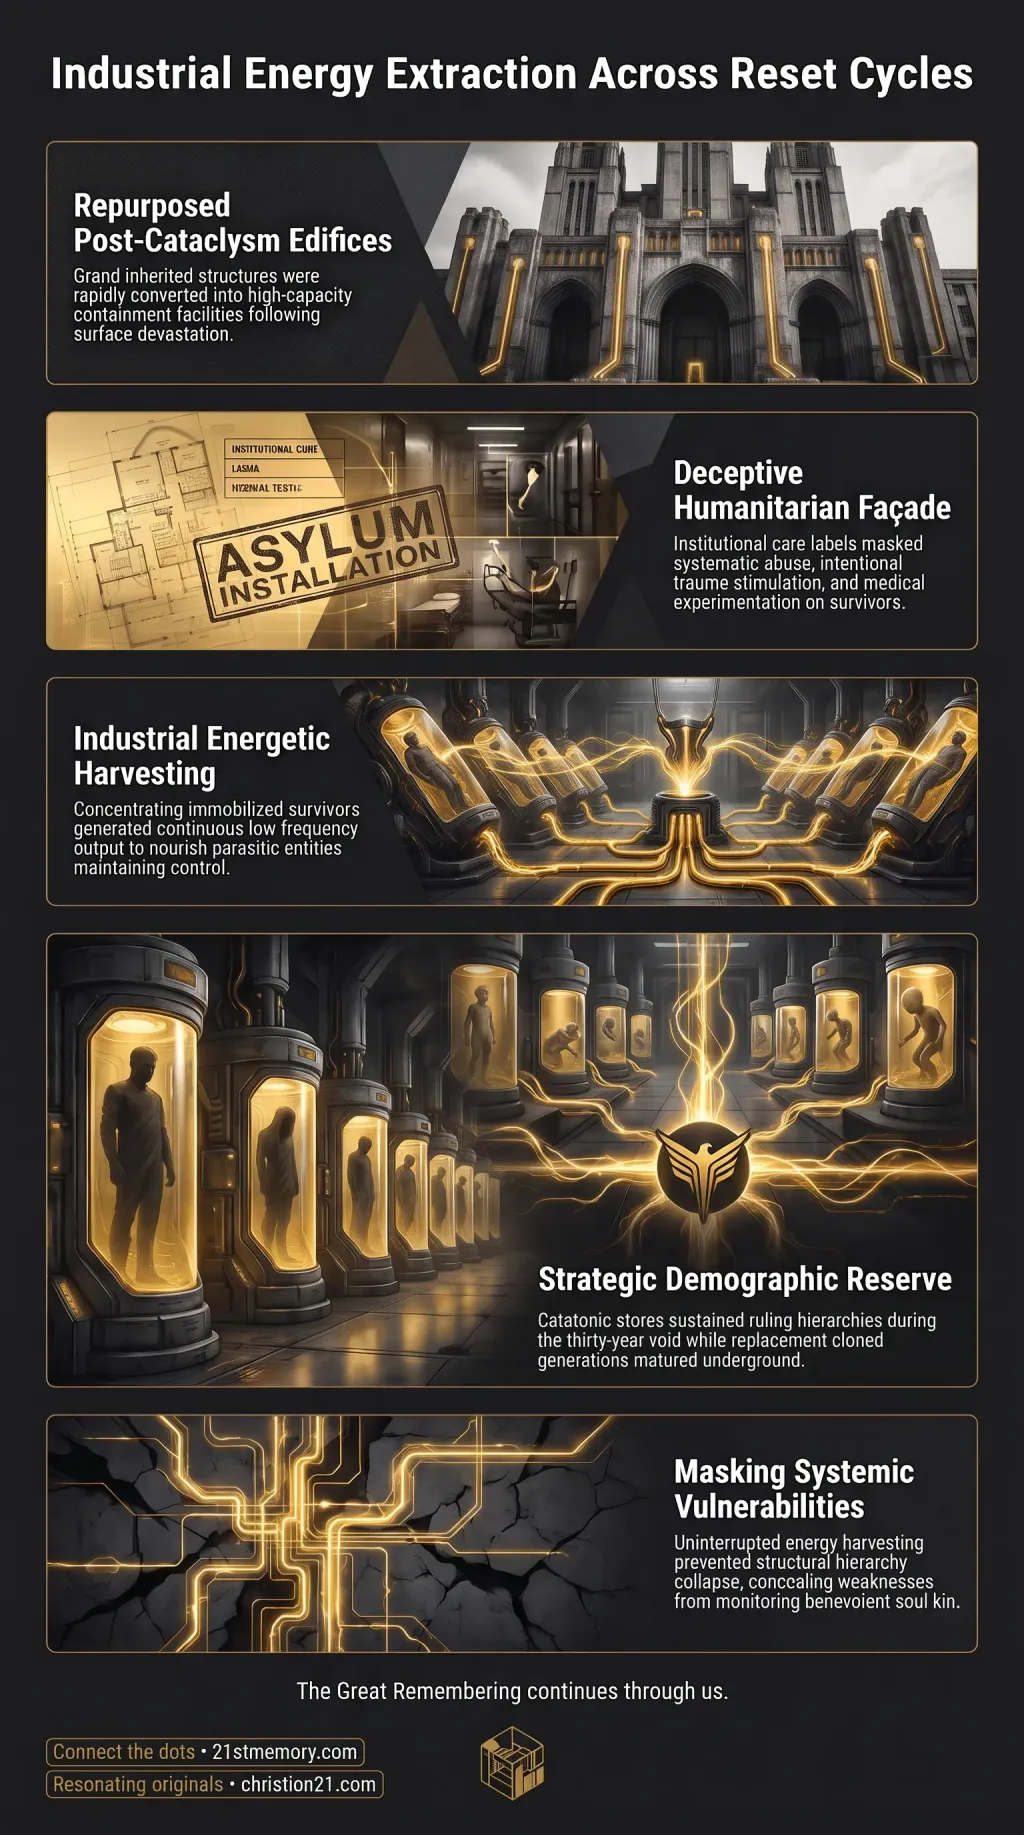 Industrial Energy Extraction Across Reset Cycles
Repurposed
Post-Cataclysm Edifices
Grand inherited structures were
rapidly converted into high-capacity
containment facilities following
surface devastation.
INSTITUTIONAL CUHE
LASMA
ASYLUM
INSTALLATION
Deceptive
Humanitarian Façade
Institutional care labels masked
systematic abuse, intentional
traume stimulation, and medical
experimentation on survivors.
Industrial Energetic
Harvesting
Concentrating immobilized survivors
generated continuous low frequency
output to nourish parasitic entities
maintaining control.
Strategic Demographic Reserve
Catatonic stores sustained ruling hierarchies during
the thirty-year void while replacement cloned
generations matured underground.
Masking Systemic
Vulnerabilities
Uninterrupted energy harvesting
prevented structural hierarchy
collapse, concealing weaknesses
from monitoring benevoient soul kin.
The Great Remembering continues through us.
Connect the dots • 21stmemory.com
Resonating originals • christion21.com